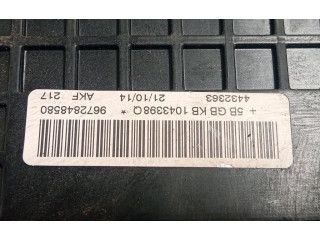 + 5B GB KB 1043398Q * 9672848580
4432363 21/10/14 AKF 217